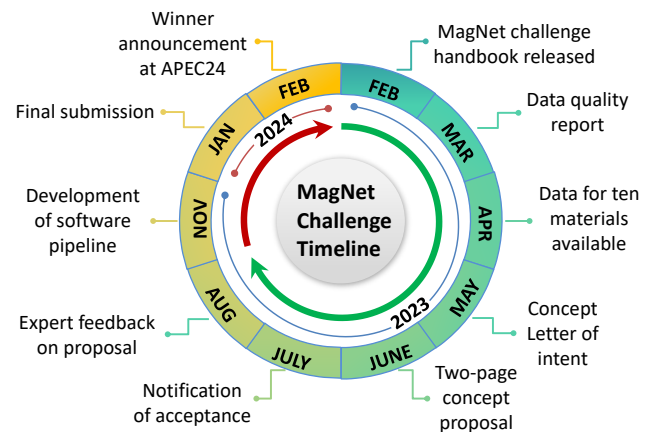 MagNet
Challenge
Timeline
2023
FEB
MagNet challenge
handbook released
MAR
Data quality
report
APR
Data for ten
materials
available
MAY
Concept
Letter of
intent
JUNE
Two-page
concept
proposal
JULY
Notification
of acceptance
AUG
Expert feedback
on proposal
NOV
Development
of software
pipeline
2024
JAN
Final submission
FEB
Winner
announcement
at APEC24